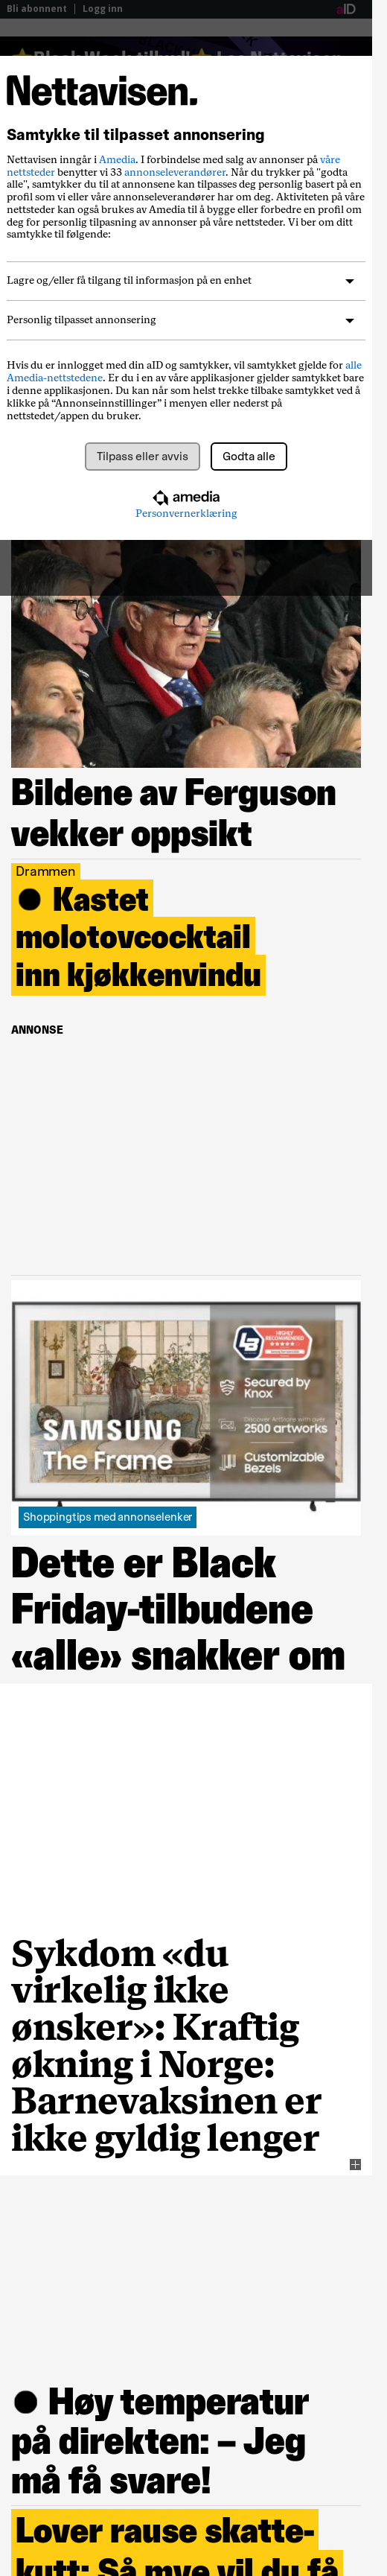 Bli abonnent | Logg inn
aID
Nettavisen.
Samtykke til tilpasset annonsering
Nettavisen inngår i Amedia. I forbindelse med salg av annonser på våre
nettsteder benytter vi 33 annonseleverandører. Når du trykker på "godta
alle", samtykker du til at annonsene kan tilpasses deg personlig basert på en
profil som vi eller våre annonseleverandører har om deg. Aktiviteten på våre
nettsteder kan også brukes av Amedia til å bygge eller forbedre en profil om
deg for personlig tilpasning av annonser på våre nettsteder. Vi ber om ditt
samtykke til følgende:
Lagre og/eller få tilgang til informasjon på en enhet
Personlig tilpasset annonsering
Hvis du er innlogget med din aID og samtykker, vil samtykket gjelde for alle
Amedia-nettstedene. Er du i en av våre applikasjoner gjelder samtykket bare
i denne applikasjonen. Du kan når som helst trekke tilbake samtykket ved å
klikke på “Annonseinnstillinger” i menyen eller nederst på
nettstedet/appen du bruker.
Tilpass eller avvis
Godta alle
amedia
Personvernerklæring
Bildene av Ferguson
vekker oppsikt
Drammen
Kastet
molotovcocktail
inn kjøkkenvindu
ANNONSE
HIGHLY
RECOMMENDED
Secured by
Knox
Discover ArtStore with over
2500 artworks
Customizable
Bezels
SAMSUNG
The Frame
Shoppingtips med annonselenker
Dette er Black
Friday-tilbudene
«alle» snakker om
Sykdom «du
virkelig ikke
ønsker»: Kraftig
økning i Norge:
Barnevaksinen er
ikke gyldig lenger
Høy temperatur
på direkten: – Jeg
må få svare!
Lover rause skatte-
kutt: Så mye vil du få